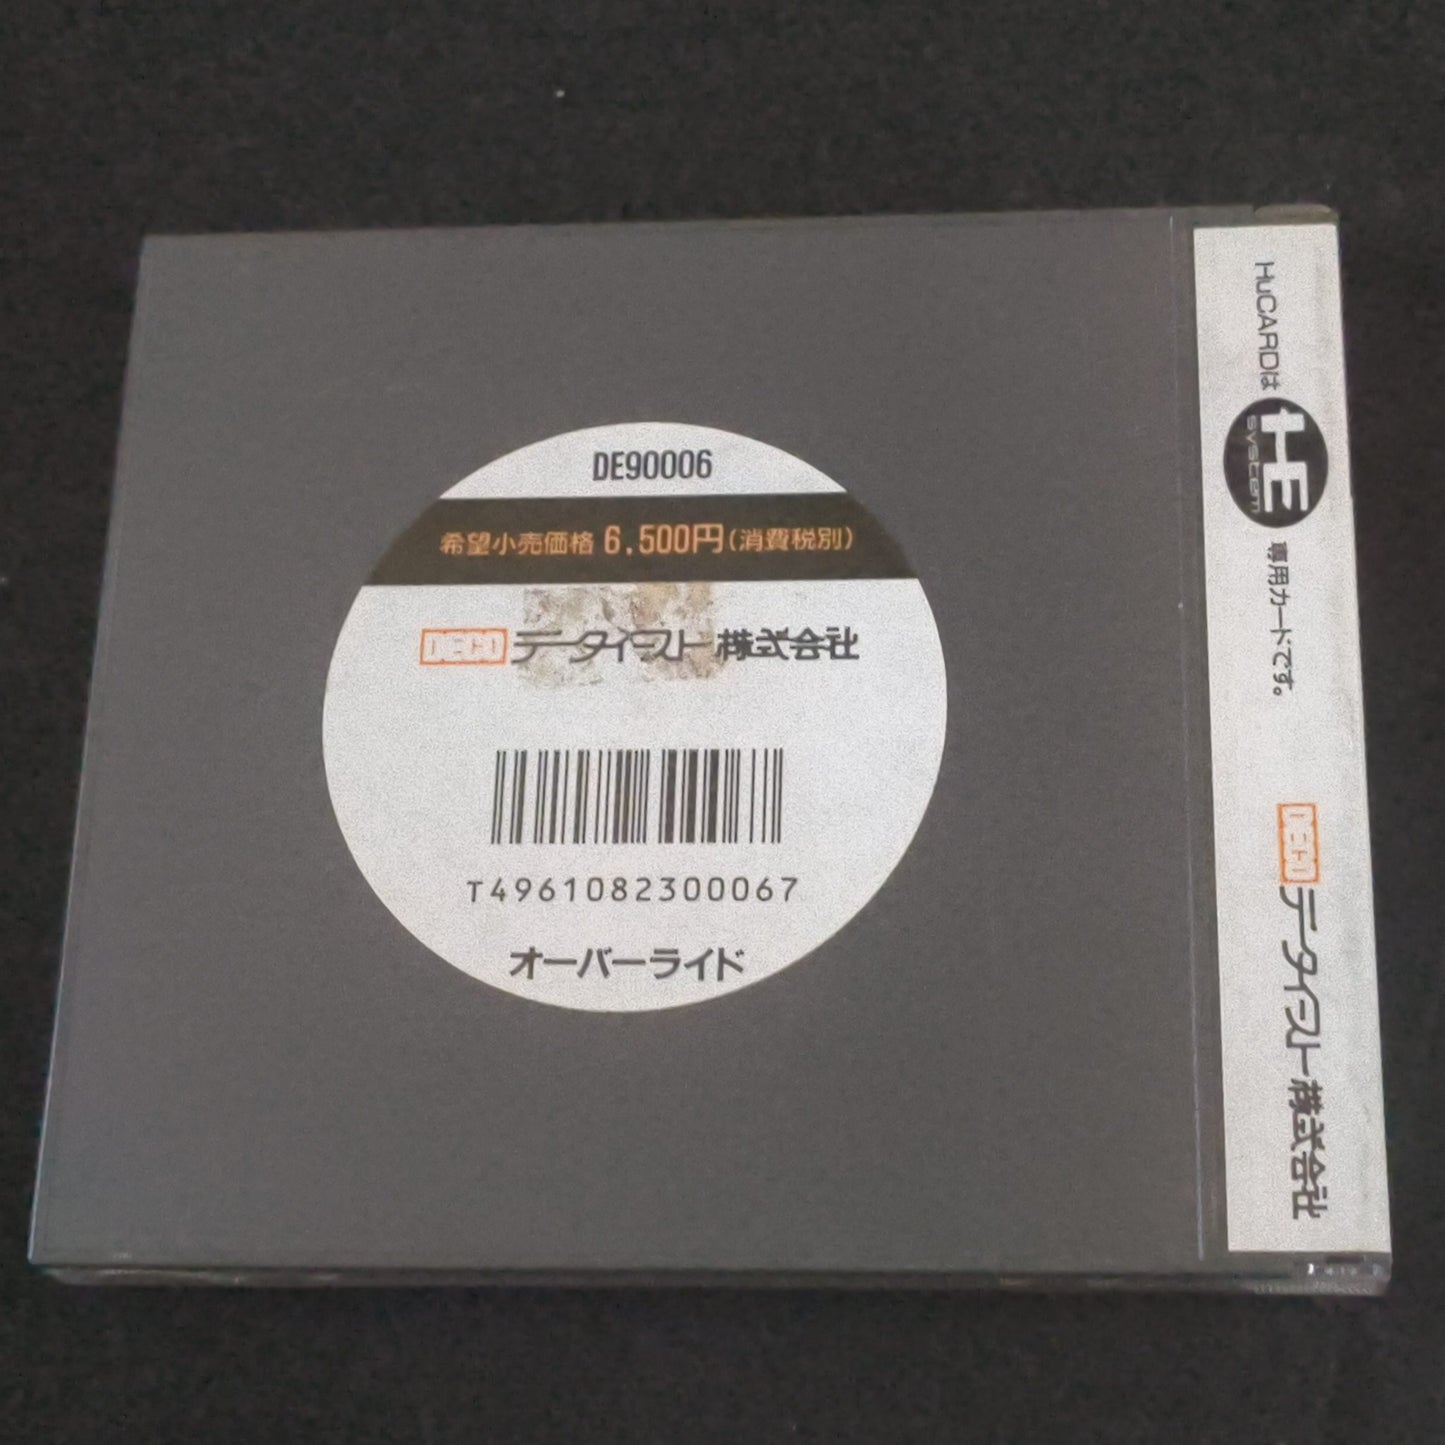 DE90006
希望小売価格 6,500円(消費税別)
DECO データイースト株式会社
T4961082300067
オーバーライド
HuCARDは HE system 専用カードです。
DECO データイースト株式会社